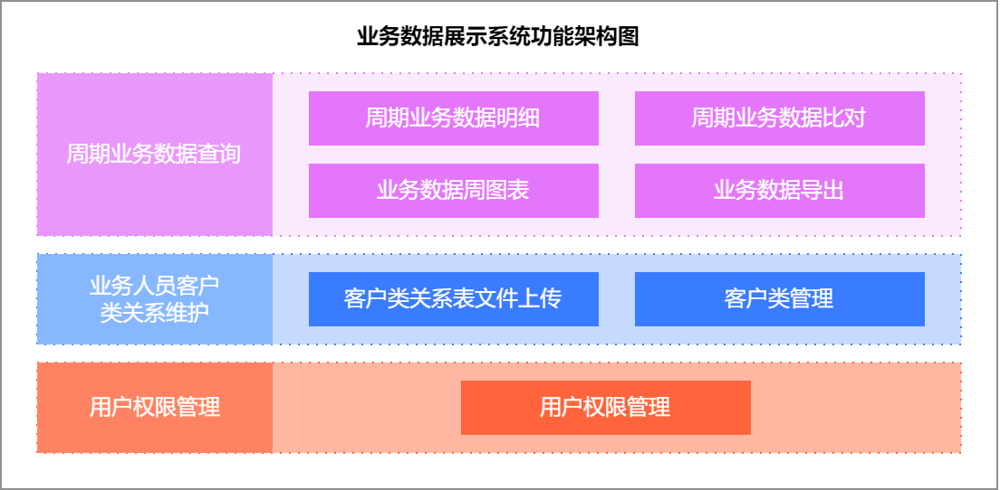 业务数据展示系统功能架构图
周期业务数据查询
周期业务数据明细
周期业务数据比对
业务数据周图表
业务数据导出
业务人员客户
类关系维护
客户类关系表文件上传
客户类管理
用户权限管理
用户权限管理